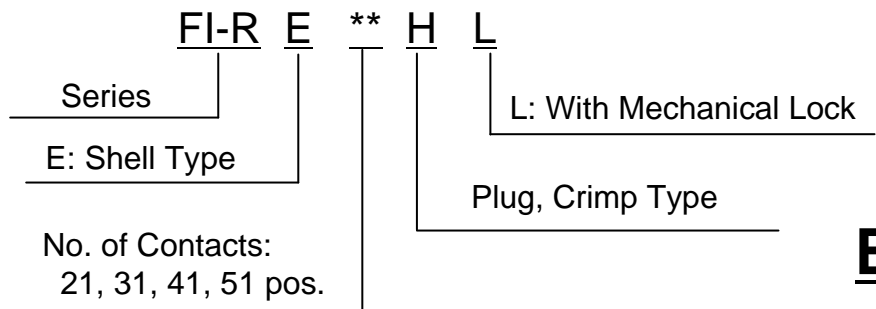 FI-R E ** H L
Series
L: With Mechanical Lock
E: Shell Type
Plug, Crimp Type
No. of Contacts:
21, 31, 41, 51 pos.